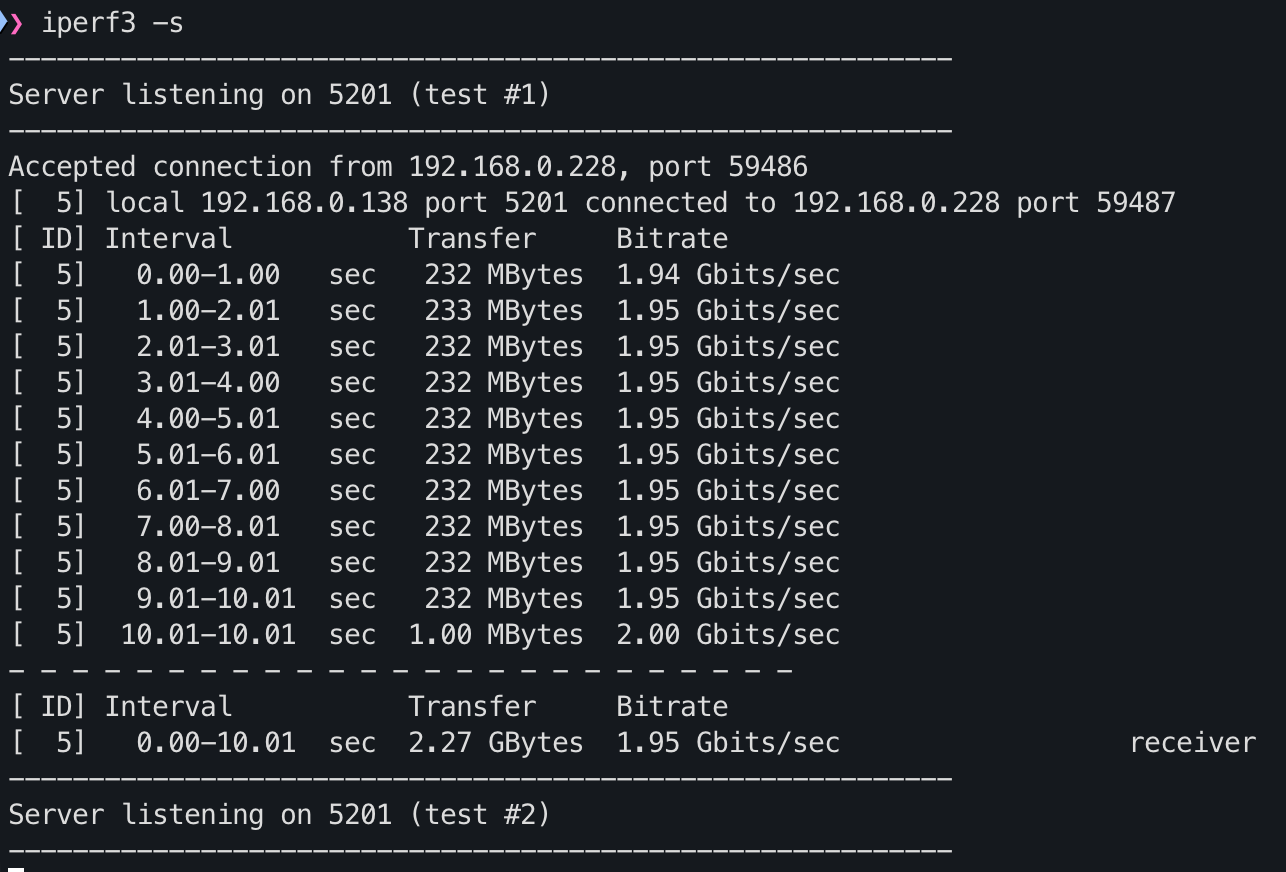 ❯ iperf3 -s
-----------------------------------------------------------
Server listening on 5201 (test #1)
-----------------------------------------------------------
Accepted connection from 192.168.0.228, port 59486
[  5] local 192.168.0.138 port 5201 connected to 192.168.0.228 port 59487
[ ID] Interval           Transfer     Bitrate
[  5]   0.00-1.00   sec   232 MBytes  1.94 Gbits/sec
[  5]   1.00-2.01   sec   233 MBytes  1.95 Gbits/sec
[  5]   2.01-3.01   sec   232 MBytes  1.95 Gbits/sec
[  5]   3.01-4.00   sec   232 MBytes  1.95 Gbits/sec
[  5]   4.00-5.01   sec   232 MBytes  1.95 Gbits/sec
[  5]   5.01-6.01   sec   232 MBytes  1.95 Gbits/sec
[  5]   6.01-7.00   sec   232 MBytes  1.95 Gbits/sec
[  5]   7.00-8.01   sec   232 MBytes  1.95 Gbits/sec
[  5]   8.01-9.01   sec   232 MBytes  1.95 Gbits/sec
[  5]   9.01-10.01  sec   232 MBytes  1.95 Gbits/sec
[  5]  10.01-10.01  sec  1.00 MBytes  2.00 Gbits/sec
- - - - - - - - - - - - - - - - - - - - - - - - -
[ ID] Interval           Transfer     Bitrate
[  5]   0.00-10.01  sec  2.27 GBytes  1.95 Gbits/sec                  receiver
-----------------------------------------------------------
Server listening on 5201 (test #2)
-----------------------------------------------------------